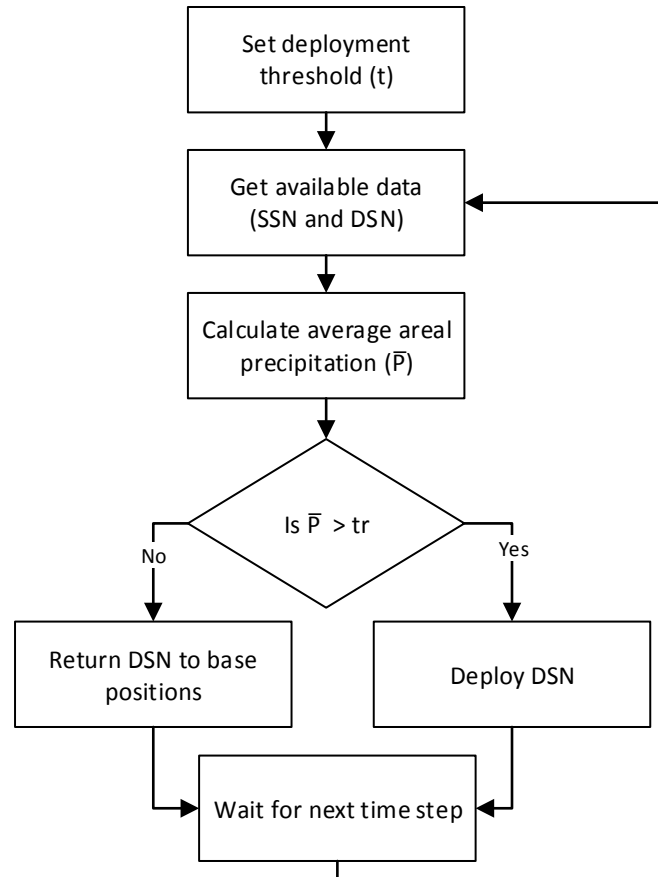 Set deployment
threshold (t)
Get available data
(SSN and DSN)
Calculate average areal
precipitation (P̅)
Is P̅ > tr
No
Yes
Return DSN to base
positions
Deploy DSN
Wait for next time step